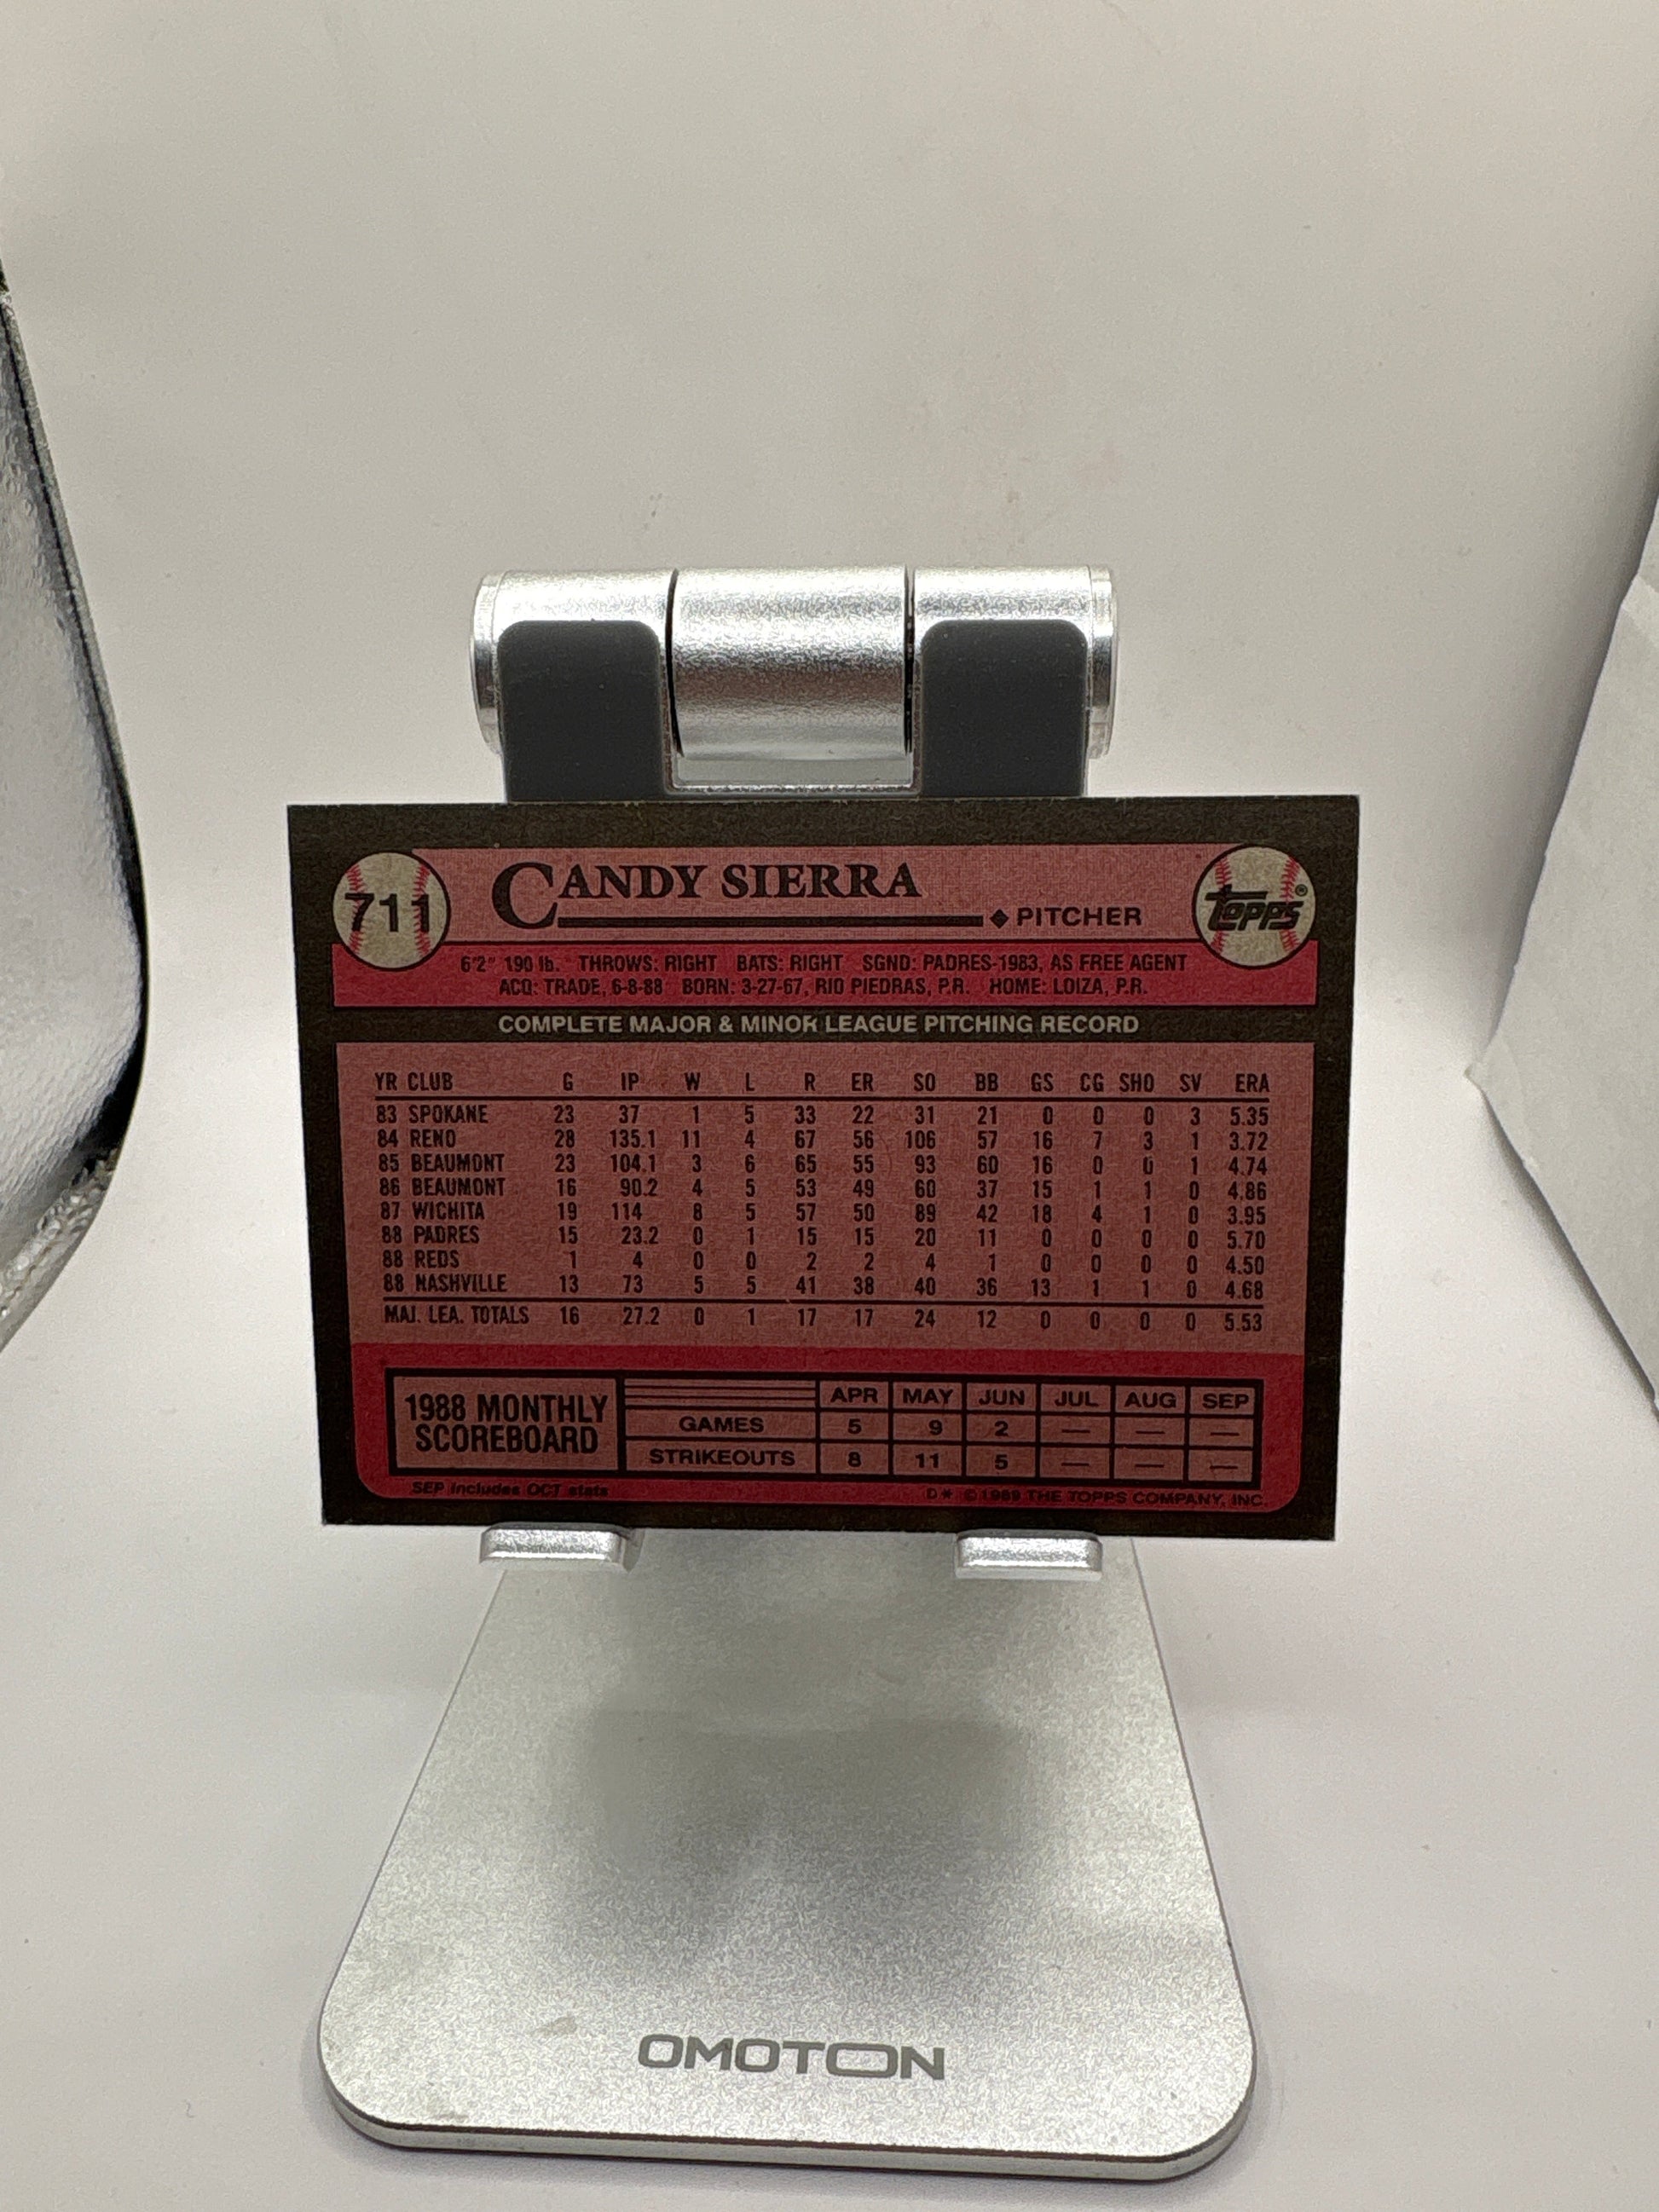 711 CANDY SIERRA topps®
◆ PITCHER
6'2" 190 lb. THROWS: RIGHT BATS: RIGHT SGND: PADRES-1983, AS FREE AGENT
ACQ: TRADE, 6-8-88 BORN: 3-27-67, RIO PIEDRAS, P.R. HOME: LOIZA, P.R.
COMPLETE MAJOR & MINOR LEAGUE PITCHING RECORD
YR CLUB G IP W L R ER SO BB GS CG SHO SV ERA
83 SPOKANE 23 37 1 5 33 22 31 21 0 0 0 3 5.35
84 RENO 28 135.1 11 4 67 56 106 57 16 7 3 1 3.72
85 BEAUMONT 23 104.1 3 6 65 55 93 60 16 0 0 1 4.74
86 BEAUMONT 16 90.2 4 5 53 49 60 37 15 1 1 0 4.86
87 WICHITA 19 114 8 5 57 50 89 42 18 4 1 0 3.95
88 PADRES 15 23.2 0 1 15 15 20 11 0 0 0 0 5.70
88 REDS 1 4 0 0 2 2 4 1 0 0 0 0 4.50
88 NASHVILLE 13 73 5 5 41 38 40 36 13 1 1 0 4.68
MAJ. LEA. TOTALS 16 27.2 0 1 17 17 24 12 0 0 0 0 5.53
1988 MONTHLY
SCOREBOARD
APR MAY JUN JUL AUG SEP
GAMES 5 9 2 — — —
STRIKEOUTS 8 11 5 — — —
SEP includes OCT stats D* © 1989 THE TOPPS COMPANY, INC.
OMOTON